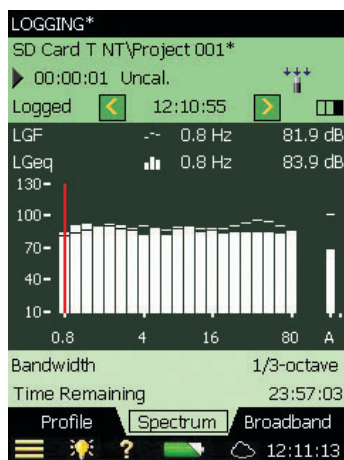 LOGGING*
SD Card T NT\Project 001*
00:00:01 Uncal.
Logged < 12:10:55 >
LGF 0.8 Hz 81.9 dB
LGeq 0.8 Hz 83.9 dB
130
100
70
40
10
0.8 4 16 80 A
Bandwidth 1/3-octave
Time Remaining 23:57:03
Profile Spectrum Broadband
? 12:11:13